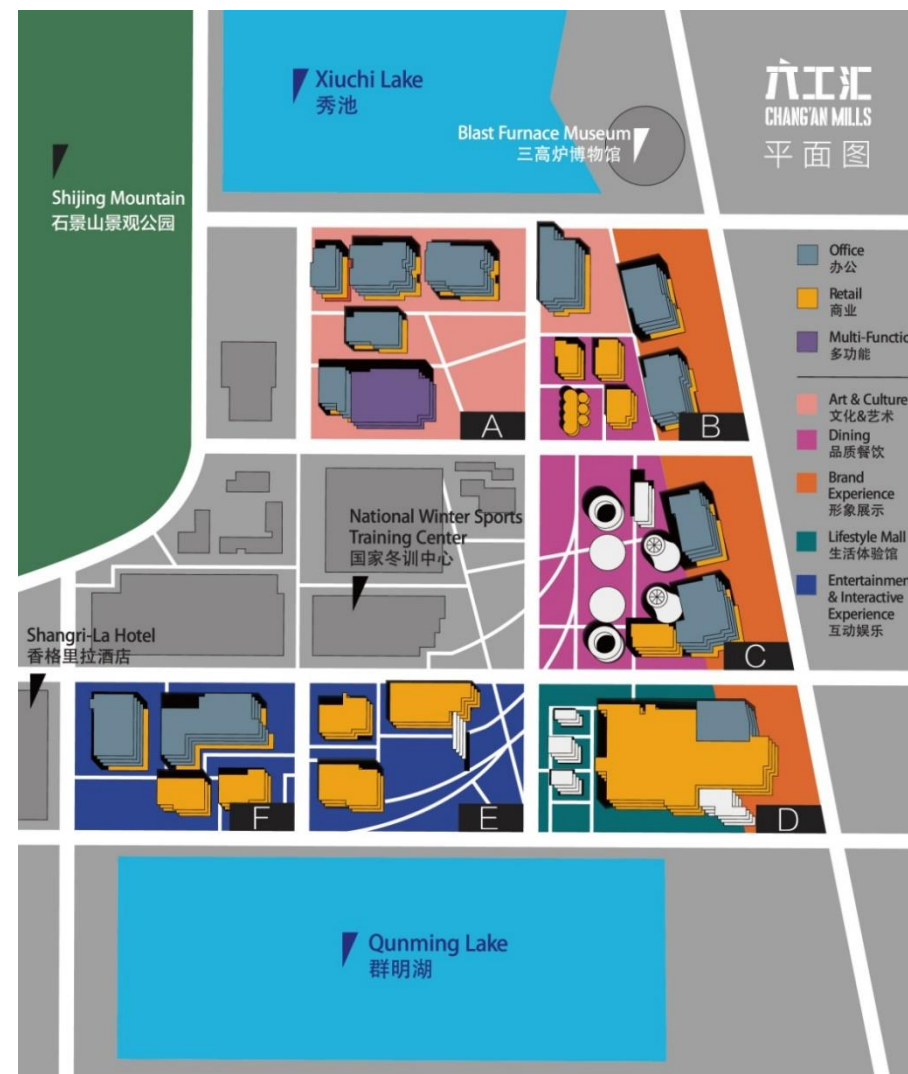 Xiuchi Lake
秀池
Blast Furnace Museum
三高炉博物馆
六工汇
CHANG'AN MILLS
平面图
Shijing Mountain
石景山景观公园
Office
办公
Retail
商业
Multi-Functio
多功能
Art & Culture
文化&艺术
Dining
品质餐饮
Brand
Experience
形象展示
Lifestyle Mall
生活体验馆
Entertainmen
& Interactive
Experience
互动娱乐
A
B
National Winter Sports
Training Center
国家冬训中心
Shangri-La Hotel
香格里拉酒店
C
F
E
D
Qunming Lake
群明湖